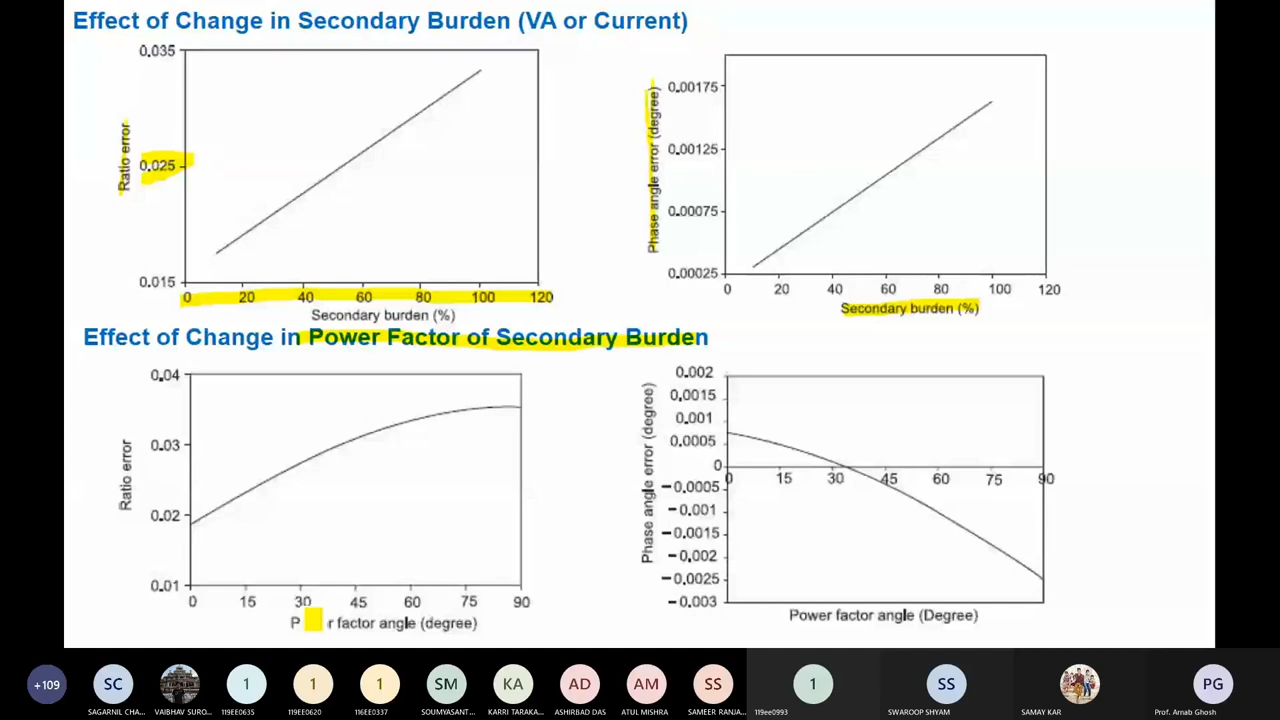 Effect of Change in Secondary Burden (VA or Current)
0.035
0.025
0.015
Ratio error
0 20 40 60 80 100 120
Secondary burden (%)
0.00175
0.00125
0.00075
0.00025
Phase angle error (degree)
0 20 40 60 80 100 120
Secondary burden (%)
Effect of Change in Power Factor of Secondary Burden
0.04
0.03
0.02
0.01
Ratio error
0 15 30 45 60 75 90
P r factor angle (degree)
0.002
0.0015
0.001
0.0005
0
-0.0005
-0.001
-0.0015
-0.002
-0.0025
-0.003
Phase angle error (degree)
0 15 30 45 60 75 90
Power factor angle (Degree)
+109 SC 1 1 1 SM KA AD AM SS 1 SS PG
SAGARNIL CHA... VAIBHAV SURO... 119EE0635 119EE0620 116EE0337 SOUMYASANT... KARRI TARAKA... ASHIRBAD DAS ATUL MISHRA SAMEER RANJA... 119ee0993 SWAROOP SHYAM SAMAY KAR Prof. Arnab Ghosh